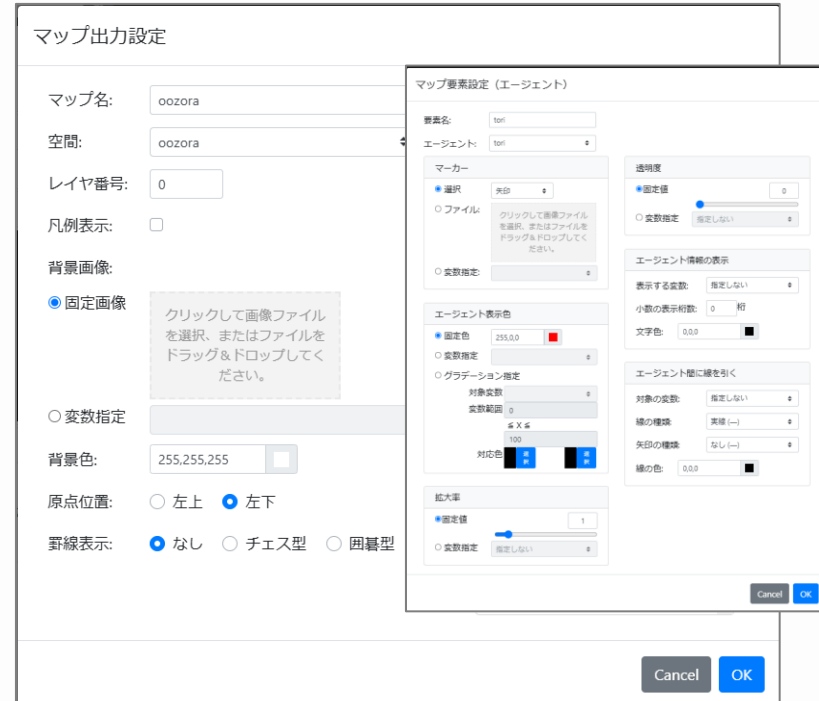 マップ出力設定
マップ名:
oozora
空間:
oozora
レイヤ番号:
0
凡例表示:
背景画像:
固定画像
クリックして画像ファイル
を選択、またはファイルを
ドラッグ&ドロップしてく
ださい。
変数指定
背景色:
255,255,255
原点位置:
左上
左下
罫線表示:
なし
チェス型
囲碁型
Cancel
OK
マップ要素設定（エージェント）
要素名:
tori
エージェント:
tori
マーカー
選択
矢印
ファイル:
クリックして画像ファイル
を選択、またはファイルを
ドラッグ&ドロップしてく
ださい。
変数指定:
エージェント表示色
固定色
255,0,0
変数指定
グラデーション指定
対象変数
変数範囲
0
≦ X ≦
100
対応色
選択
選択
拡大率
固定値
1
変数指定
指定しない
透明度
固定値
0
変数指定
指定しない
エージェント情報の表示
表示する変数:
指定しない
小数の表示桁数:
0
桁
文字色:
0,0,0
エージェント間に線を引く
対象の変数:
指定しない
線の種類:
実線 (―)
矢印の種類:
なし (―)
線の色:
0,0,0
Cancel
OK